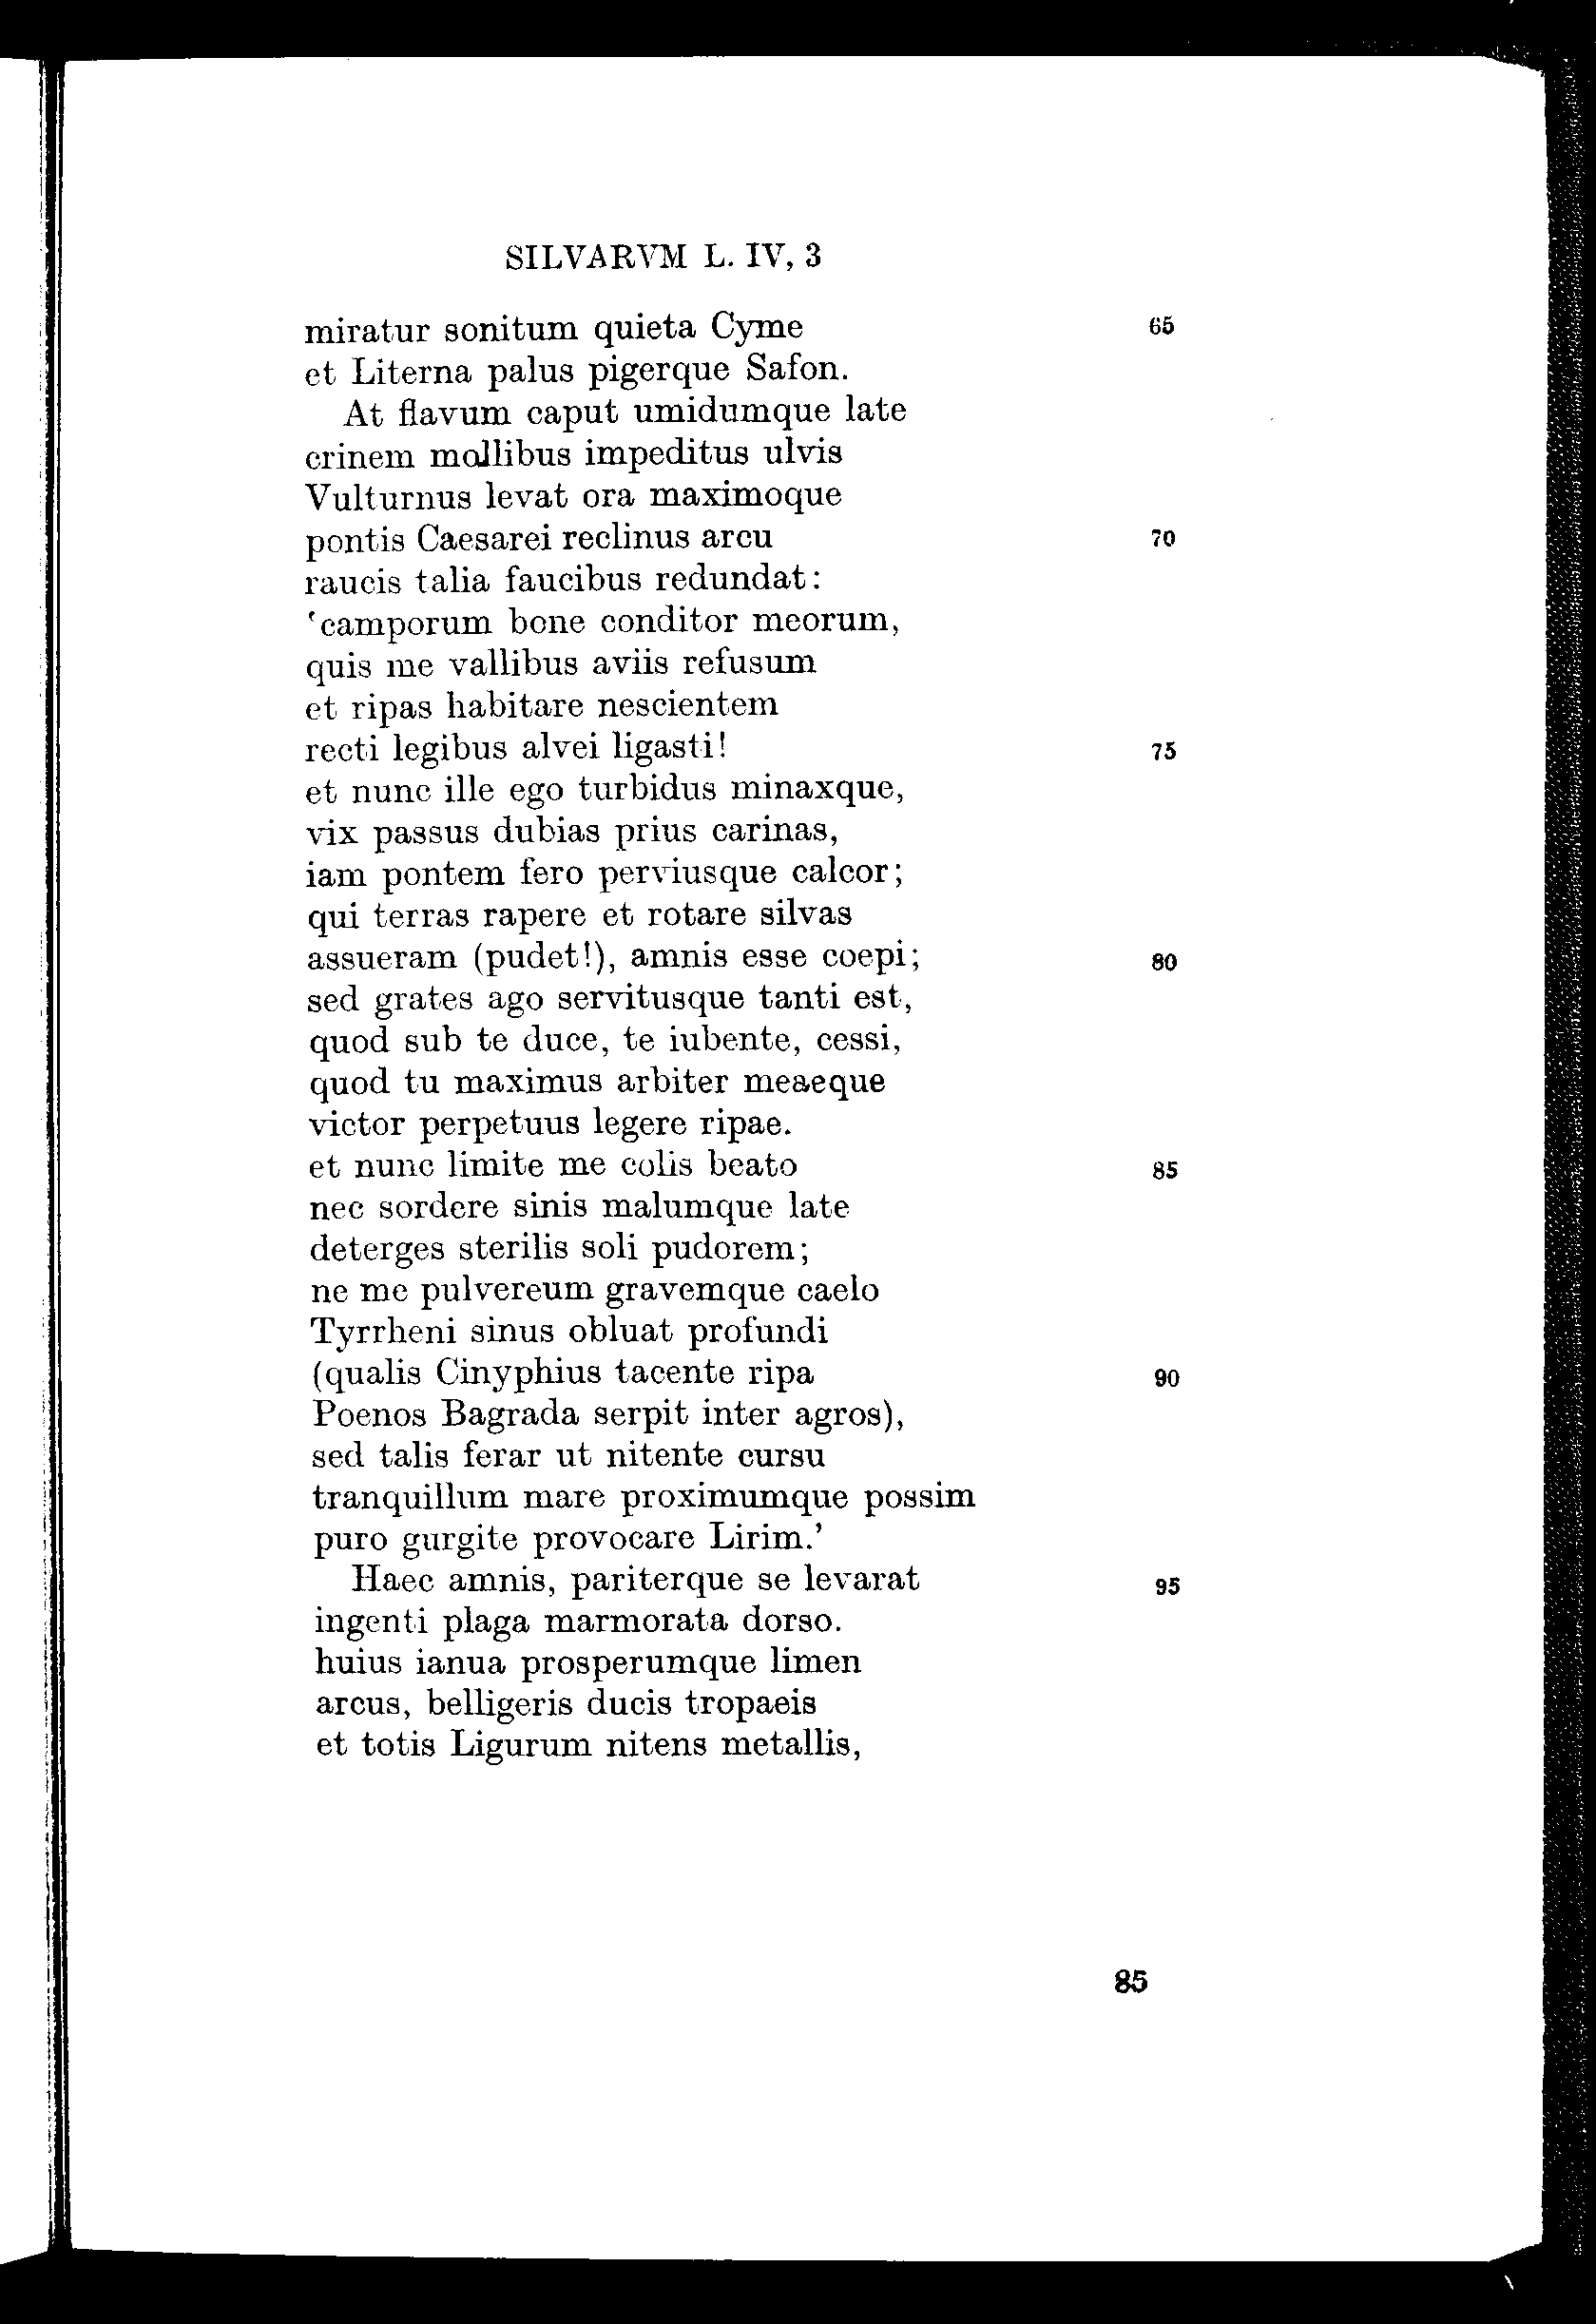 SILVARVM L. IV, 3
miratur sonitum quieta Cyme 65
et Literna palus pigerque Safon.
At flavum caput umidumque late
crinem mollibus impeditus ulvis
Vulturnus levat ora maximoque
pontis Caesarei reclinus arcu 70
raucis talia faucibus redundat:
‘camporum bone conditor meorum,
quis me vallibus aviis refusum
et ripas habitare nescientem
recti legibus alvei ligasti! 75
et nunc ille ego turbidus minaxque,
vix passus dubias prius carinas,
iam pontem fero perviusque calcor;
qui terras rapere et rotare silvas
assueram (pudet!), amnis esse coepi; 80
sed grates ago servitusque tanti est,
quod sub te duce, te iubente, cessi,
quod tu maximus arbiter meaeque
victor perpetuus legere ripae.
et nunc limite me colis beato 85
nec sordere sinis malumque late
deterges sterilis soli pudorem;
ne me pulvereum gravemque caelo
Tyrrheni sinus obluat profundi
(qualis Cinyphius tacente ripa 90
Poenos Bagrada serpit inter agros),
sed talis ferar ut nitente cursu
tranquillum mare proximumque possim
puro gurgite provocare Lirim.’
Haec amnis, pariterque se levarat 95
ingenti plaga marmorata dorso.
huius ianua prosperumque limen
arcus, belligeris ducis tropaeis
et totis Ligurum nitens metallis,
85